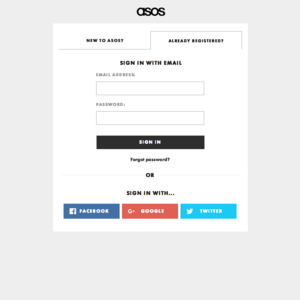 asos
NEW TO ASOS?
ALREADY REGISTERED?
SIGN IN WITH EMAIL
EMAIL ADDRESS:
PASSWORD:
SIGN IN
Forgot password?
OR
SIGN IN WITH...
FACEBOOK
G+ GOOGLE
TWITTER